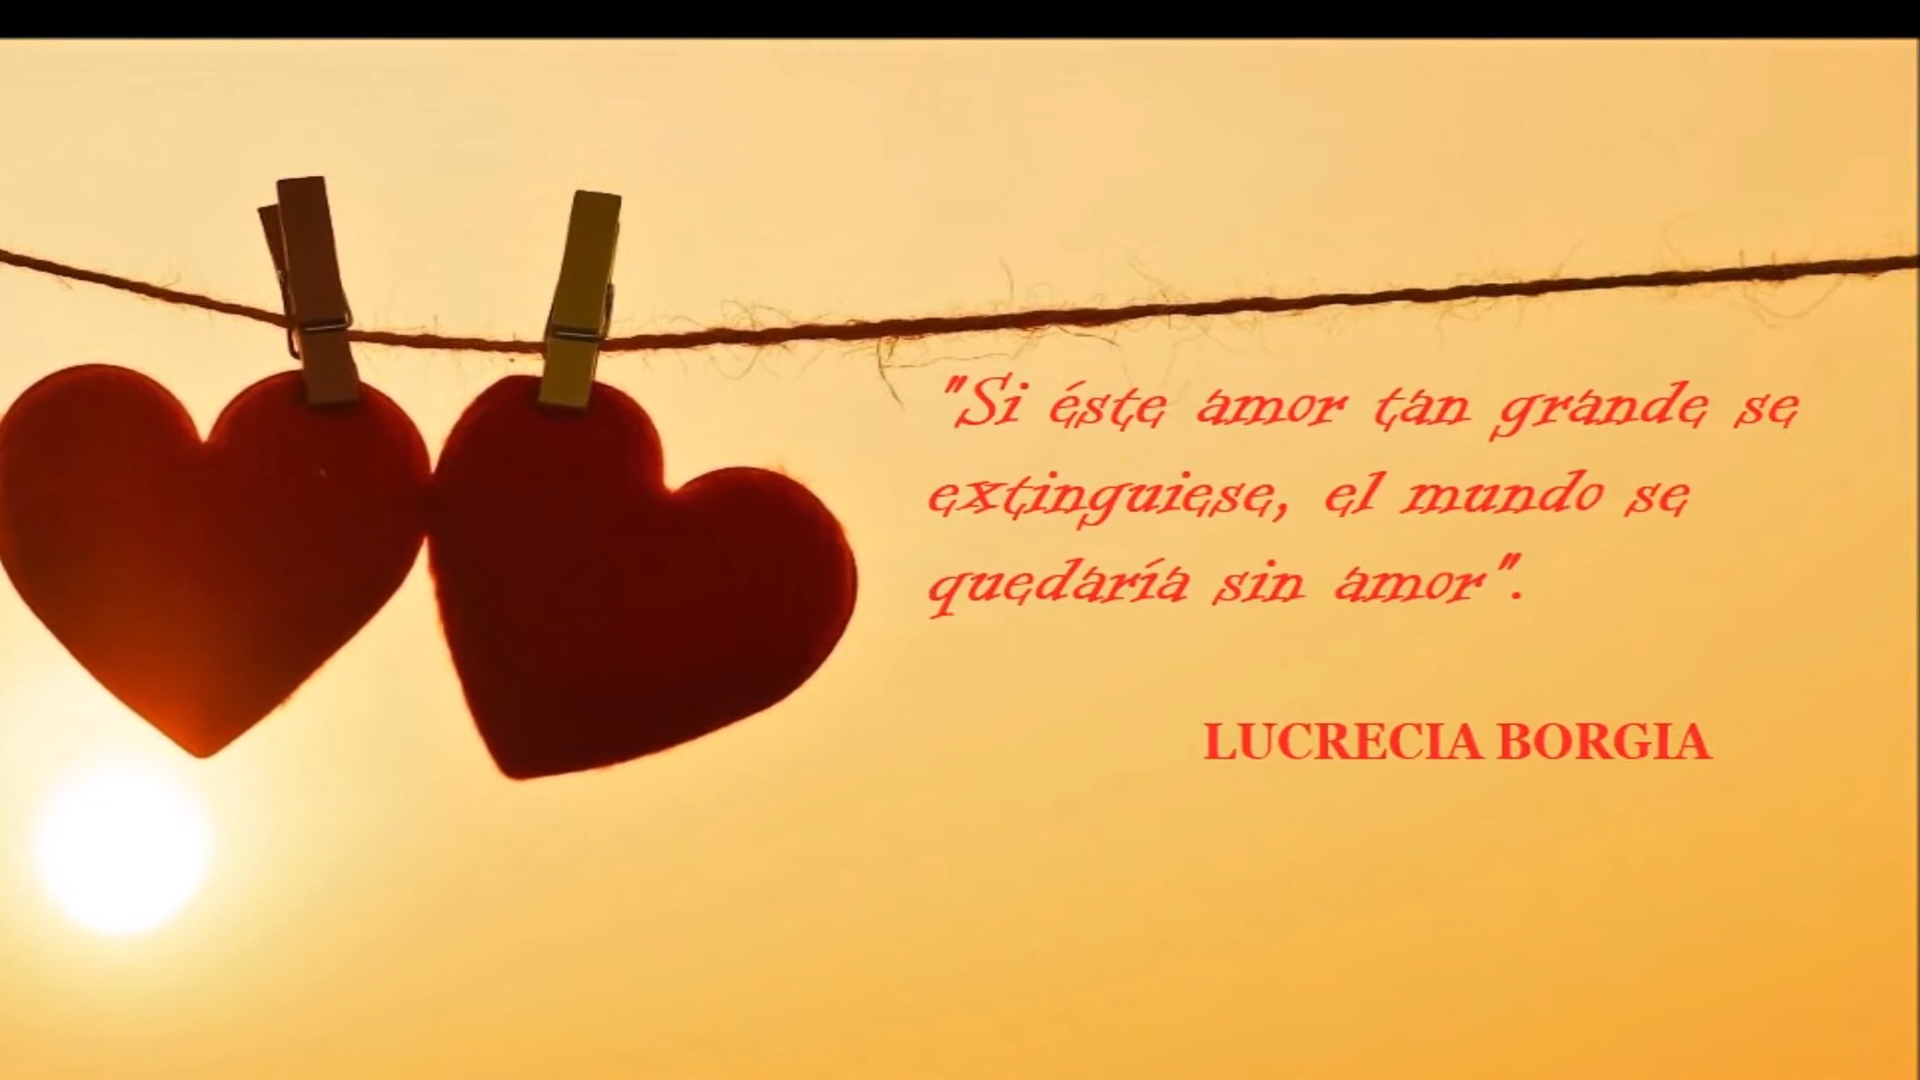 "Si éste amor tan grande se
extinguiese, el mundo se
quedaría sin amor".
LUCRECIA BORGIA